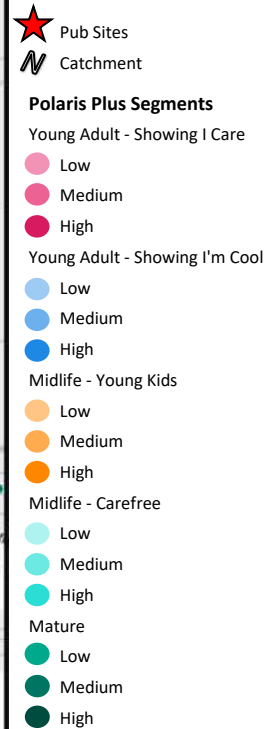 Pub Sites
Catchment
Polaris Plus Segments
Young Adult - Showing I Care
Low
Medium
High
Young Adult - Showing I'm Cool
Low
Medium
High
Midlife - Young Kids
Low
Medium
High
Midlife - Carefree
Low
Medium
High
Mature
Low
Medium
High